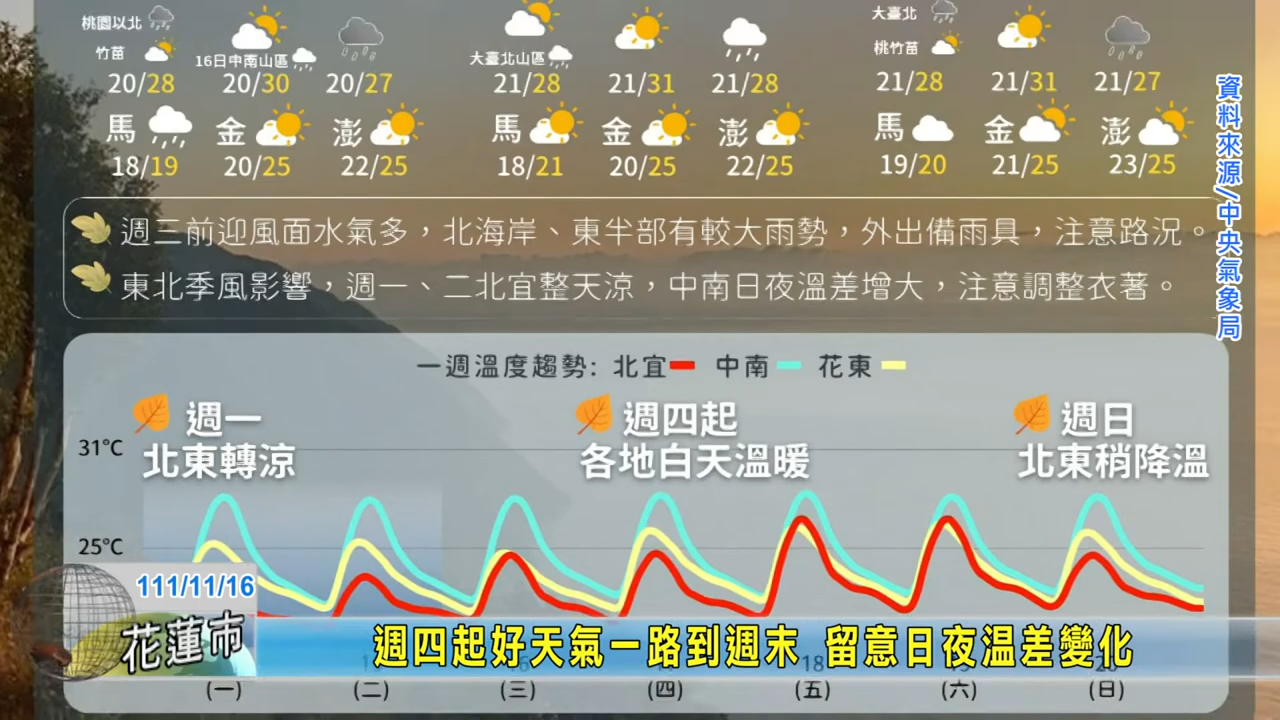 桃園以北
竹苗
16日中南山區
大臺北山區
大臺北
桃竹苗
20/28
20/30
20/27
21/28
21/31
21/28
21/28
21/31
21/27
馬
金
澎
馬
金
澎
馬
金
澎
18/19
20/25
22/25
18/21
20/25
22/25
19/20
21/25
23/25
資料來源/中央氣象局
週三前迎風面水氣多，北海岸、東半部有較大雨勢，外出備雨具，注意路況。
東北季風影響，週一、二北宜整天涼，中南日夜溫差增大，注意調整衣著。
一週溫度趨勢: 北宜 中南 花東
週一
北東轉涼
週四起
各地白天溫暖
週日
北東稍降溫
31°C
25°C
111/11/16
花蓮市
週四起好天氣一路到週末 留意日夜溫差變化
18
(一)
(二)
(三)
(四)
(五)
(六)
(日)